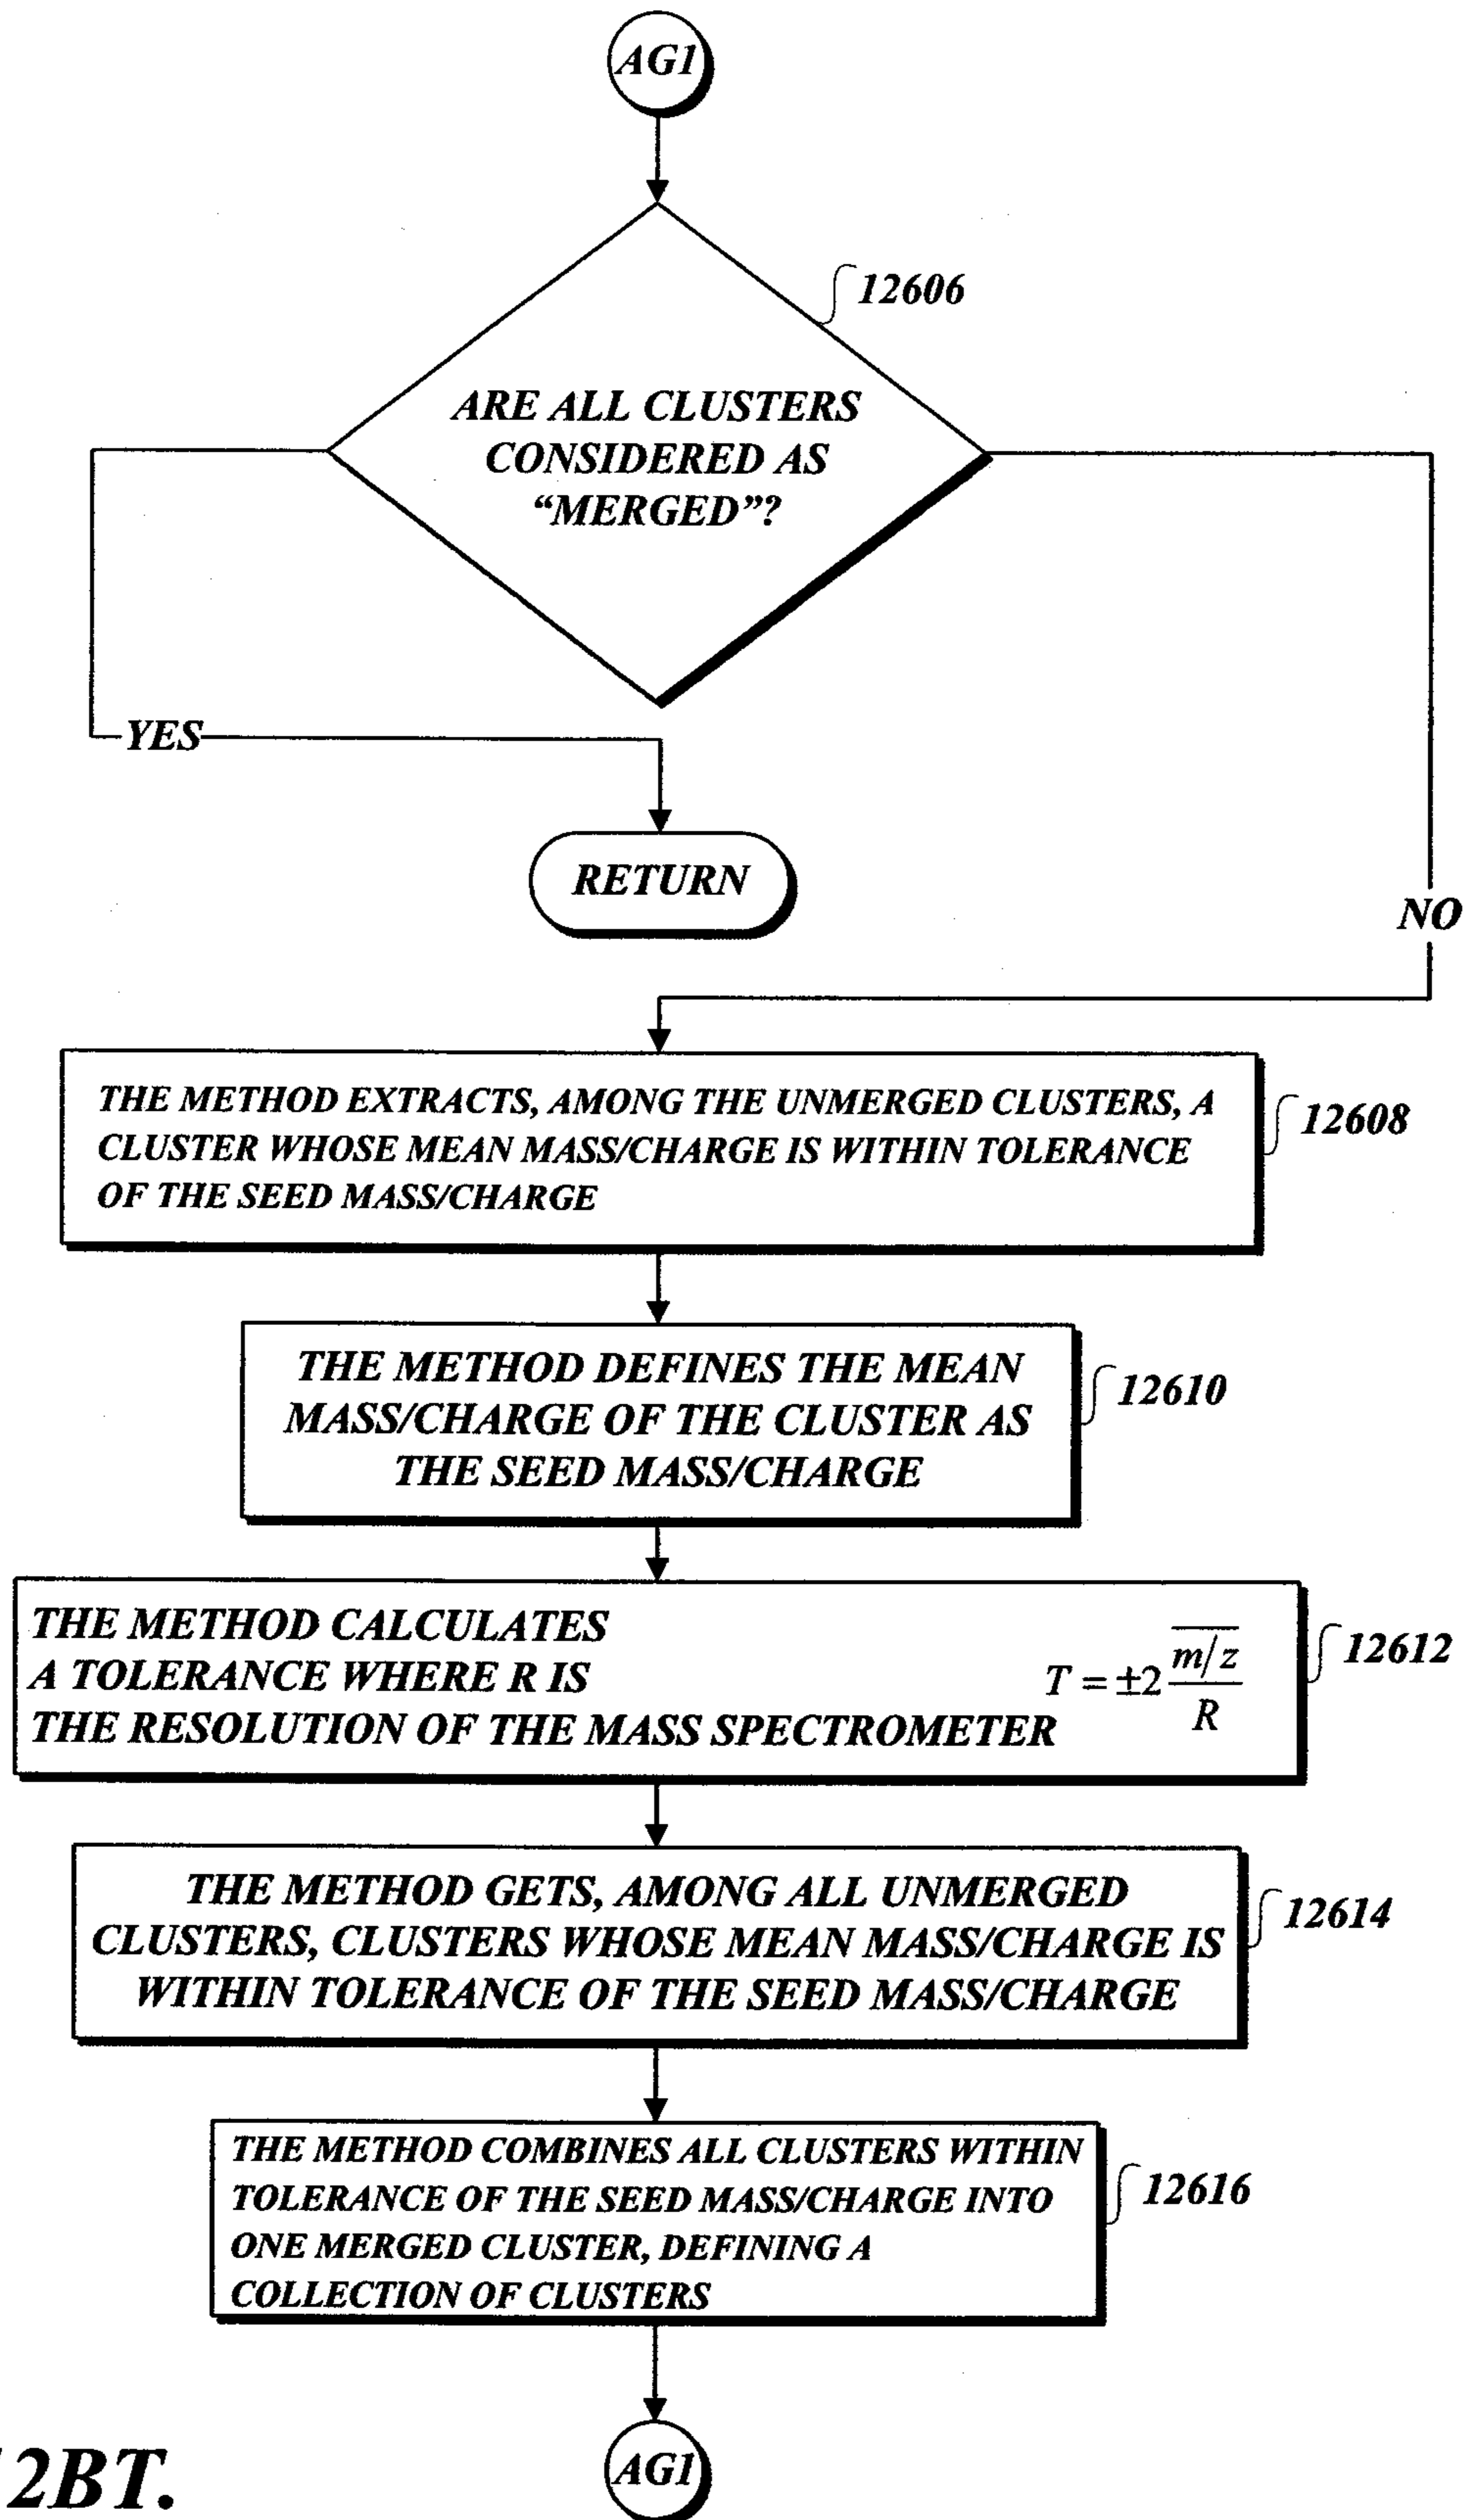 AG1
12606
ARE ALL CLUSTERS
CONSIDERED AS
“MERGED”?
YES
RETURN
NO
THE METHOD EXTRACTS, AMONG THE UNMERGED CLUSTERS, A
CLUSTER WHOSE MEAN MASS/CHARGE IS WITHIN TOLERANCE
OF THE SEED MASS/CHARGE
12608
THE METHOD DEFINES THE MEAN
MASS/CHARGE OF THE CLUSTER AS
THE SEED MASS/CHARGE
12610
THE METHOD CALCULATES
A TOLERANCE WHERE R IS
THE RESOLUTION OF THE MASS SPECTROMETER
T = ±2 \frac{\overline{m/z}}{R}
12612
THE METHOD GETS, AMONG ALL UNMERGED
CLUSTERS, CLUSTERS WHOSE MEAN MASS/CHARGE IS
WITHIN TOLERANCE OF THE SEED MASS/CHARGE
12614
THE METHOD COMBINES ALL CLUSTERS WITHIN
TOLERANCE OF THE SEED MASS/CHARGE INTO
ONE MERGED CLUSTER, DEFINING A
COLLECTION OF CLUSTERS
12616
AG1
2BT.